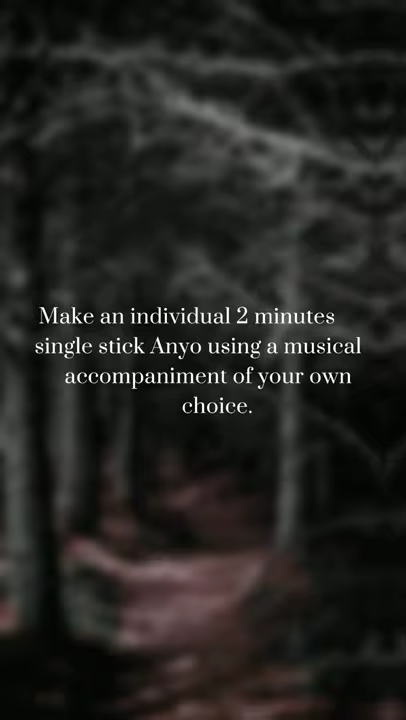 Make an individual 2 minutes
single stick Anyo using a musical
accompaniment of your own
choice.